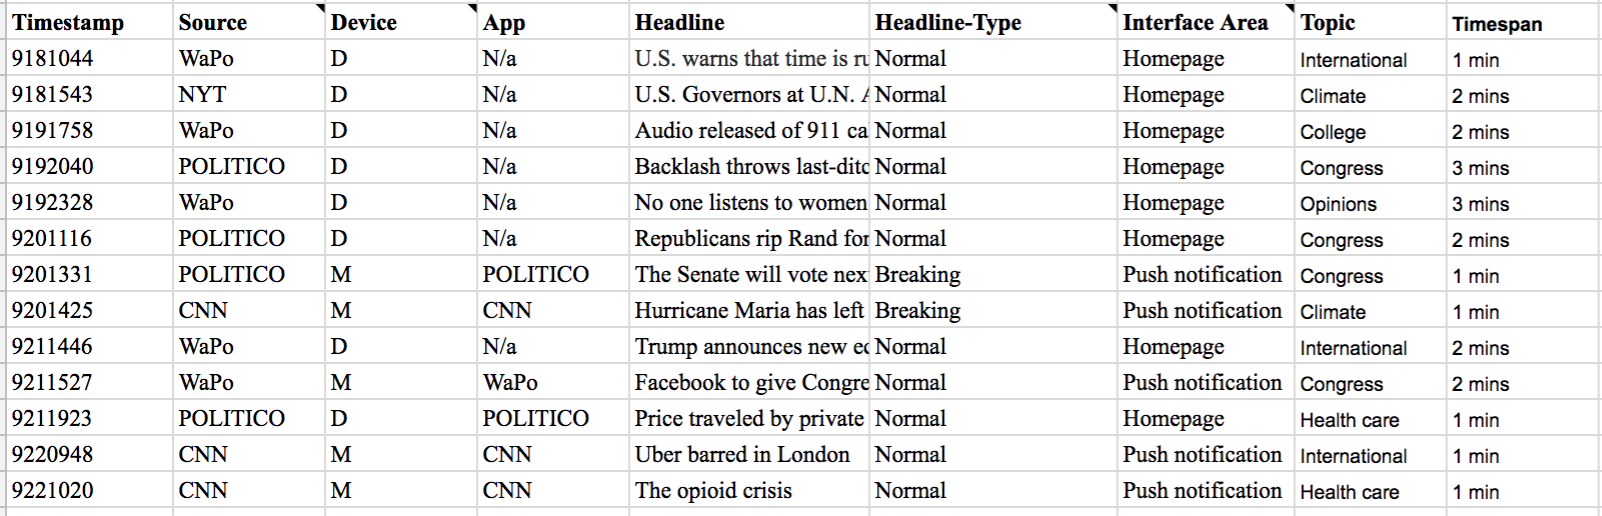 Timestamp Source Device App Headline Headline-Type Interface Area Topic Timespan
9181044 WaPo D N/a U.S. warns that time is Normal Homepage International 1 min
9181543 NYT D N/a U.S. Governors at U.N. Normal Homepage Climate 2 mins
9191758 WaPo D N/a Audio released of 911 ca Normal Homepage College 2 mins
9192040 POLITICO D N/a Backlash throws last-ditc Normal Homepage Congress 3 mins
9192328 WaPo D N/a No one listens to women Normal Homepage Opinions 3 mins
9201116 POLITICO D N/a Republicans rip Rand for Normal Homepage Congress 2 mins
9201331 POLITICO M POLITICO The Senate will vote nex Breaking Push notification Congress 1 min
9201425 CNN M CNN Hurricane Maria has left Breaking Push notification Climate 1 min
9211446 WaPo D N/a Trump announces new Normal Homepage International 2 mins
9211527 WaPo M WaPo Facebook to give Congre Normal Push notification Congress 2 mins
9211923 POLITICO D POLITICO Price traveled by private Normal Homepage Health care 1 min
9220948 CNN M CNN Uber barred in London Normal Push notification International 1 min
9221020 CNN M CNN The opioid crisis Normal Push notification Health care 1 min